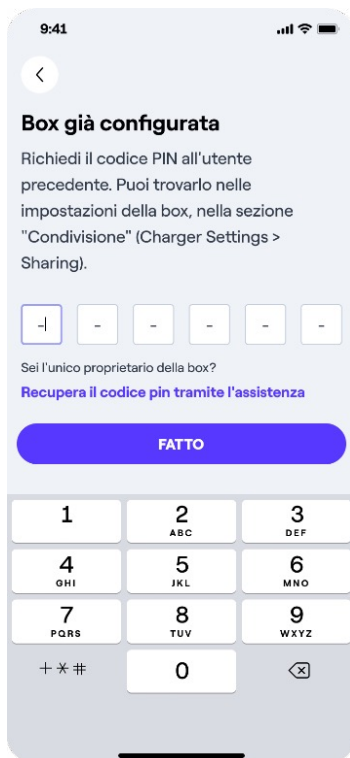 9:41
Box già configurata
Richiedi il codice PIN all'utente
precedente. Puoi trovarlo nelle
impostazioni della box, nella sezione
"Condivisione" (Charger Settings >
Sharing).
- - - - - -
Sei l'unico proprietario della box?
Recupera il codice pin tramite l'assistenza
FATTO
1 2 3
ABC DEF
4 5 6
GHI JKL MNO
7 8 9
PQRS TUV WXYZ
+*# 0